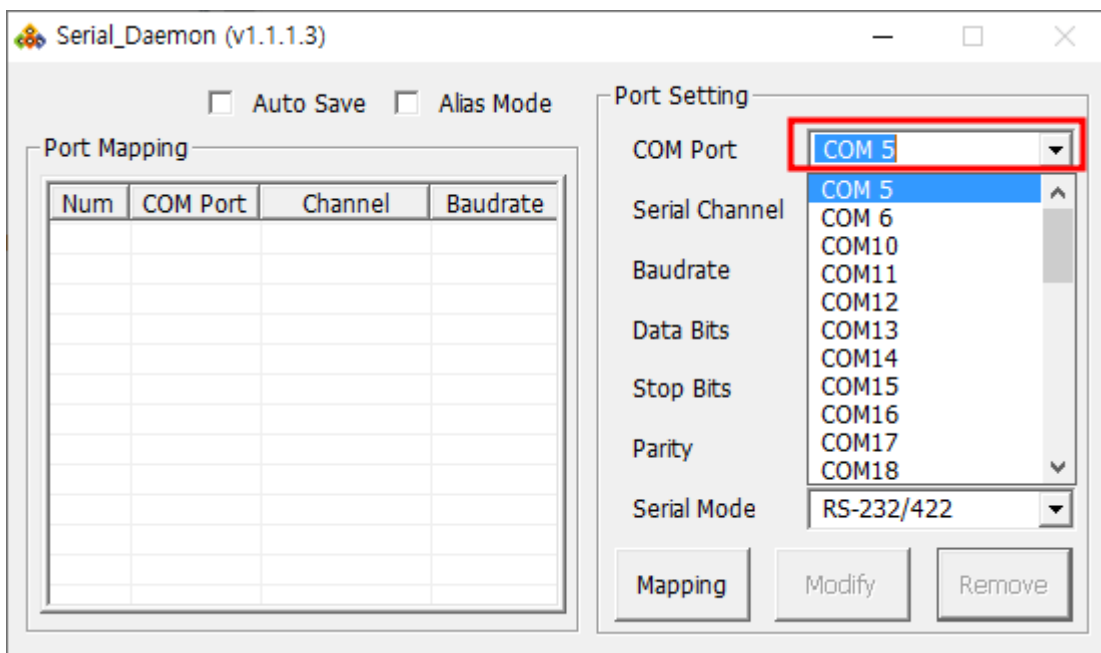 Serial_Daemon (v1.1.1.3)
Auto Save
Alias Mode
Port Mapping
Num COM Port Channel Baudrate
Port Setting
COM Port COM 5
COM 5
COM 6
COM10
COM11
COM12
COM13
COM14
COM15
COM16
COM17
COM18
Serial Channel
Baudrate
Data Bits
Stop Bits
Parity
Serial Mode RS-232/422
Mapping Modify Remove